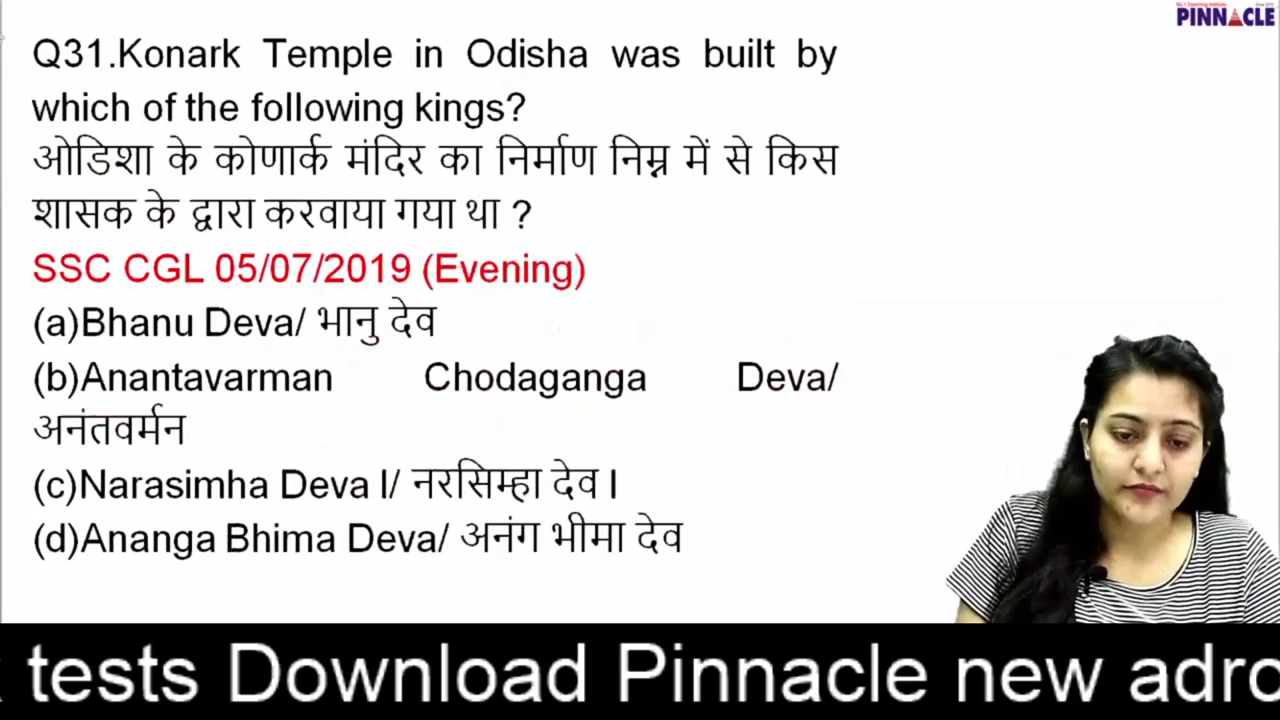 PINNACLE
Q31.Konark Temple in Odisha was built by
which of the following kings?
ओडिशा के कोणार्क मंदिर का निर्माण निम्न में से किस
शासक के द्वारा करवाया गया था ?
SSC CGL 05/07/2019 (Evening)
(a)Bhanu Deva/ भानु देव
(b)Anantavarman Chodaganga Deva/
अनंतवर्मन
(c)Narasimha Deva I/ नरसिम्हा देव I
(d)Ananga Bhima Deva/ अनंग भीमा देव
tests Download Pinnacle new adro